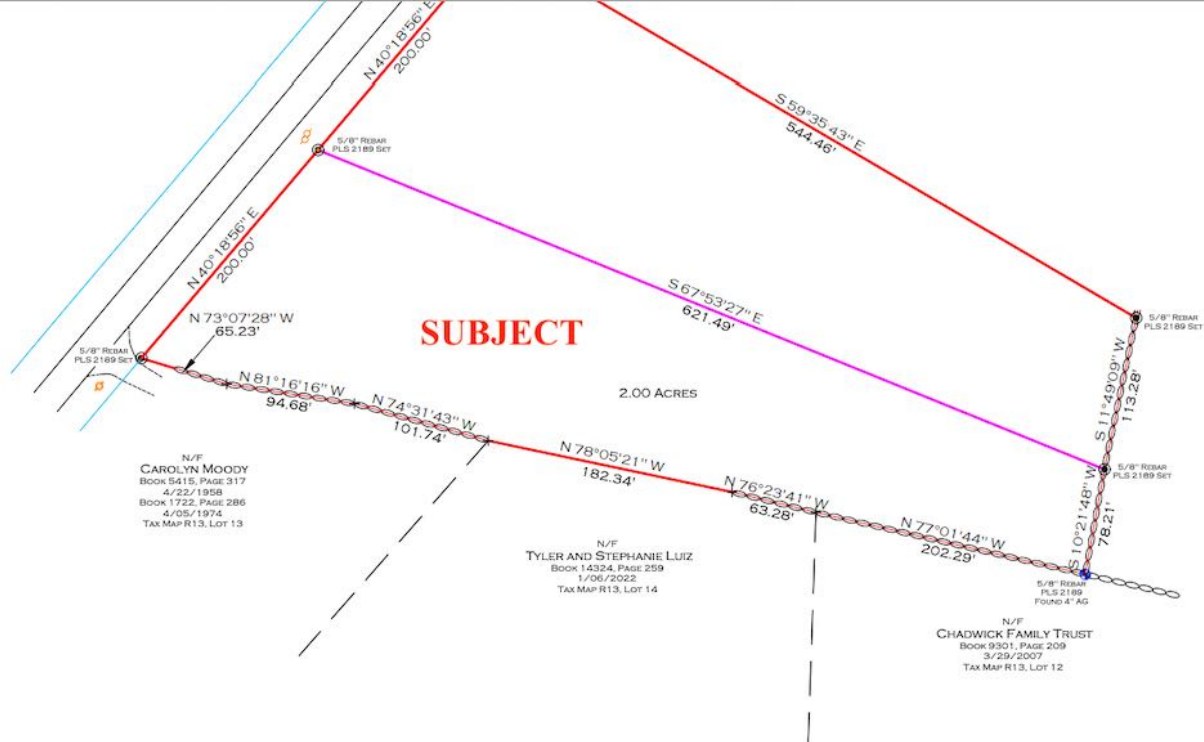 N 40°18'56" E
200.00'
S 59°35'43" E
544.46'
5/8" REBAR
PLS 2189 SET
N 40°18'56" E
200.00'
S 67°53'27" E
621.49'
5/8" REBAR
PLS 2189 SET
N 73°07'28" W
65.23'
SUBJECT
5/8" REBAR
PLS 2189 SET
S 11°49'09" W
113.28'
N 81°16'16" W
94.68'
N 74°31'43" W
101.74'
2.00 ACRES
N 78°05'21" W
182.34'
5/8" REBAR
PLS 2189 SET
N 76°23'41" W
63.28'
S 10°21'48" W
78.21'
N 77°01'44" W
202.29'
N/F
CAROLYN MOODY
BOOK 5415, PAGE 317
4/22/1958
BOOK 1722, PAGE 286
4/05/1974
TAX MAP R13, LOT 13
N/F
TYLER AND STEPHANIE LUIZ
BOOK 14324, PAGE 259
1/06/2022
TAX MAP R13, LOT 14
5/8" REBAR
PLS 2189
FOUND 4" AG
N/F
CHADWICK FAMILY TRUST
BOOK 9301, PAGE 209
3/29/2007
TAX MAP R13, LOT 12